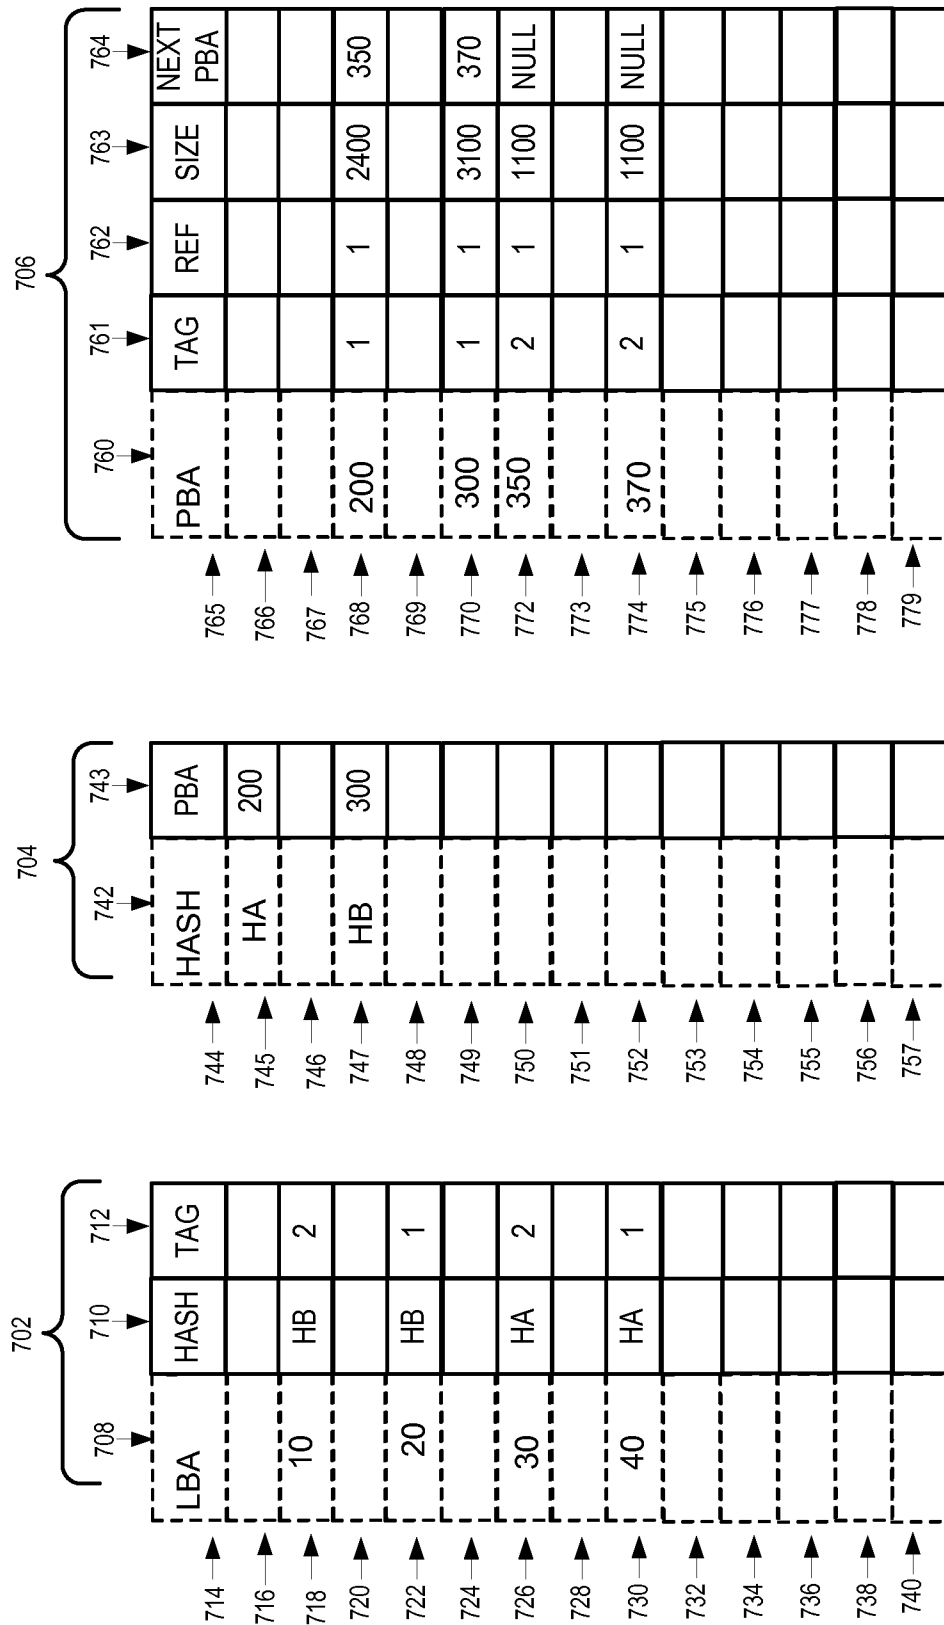 702 704 706
708 710 712 742 743 760 761 762 763 764
714 LBA HASH TAG 744 HASH PBA 765 PBA TAG REF SIZE NEXT PBA
716 745 HA 200 766
718 10 HB 2 746 767
720 747 HB 300 768 200 1 1 2400 350
722 20 HB 1 748 769
724 749 770 300 1 1 3100 370
726 30 HA 2 750 772 350 2 1 1100 NULL
728 751 773
730 40 HA 1 752 774 370 2 1 1100 NULL
732 753 775
734 754 776
736 755 777
738 756 778
740 757 779